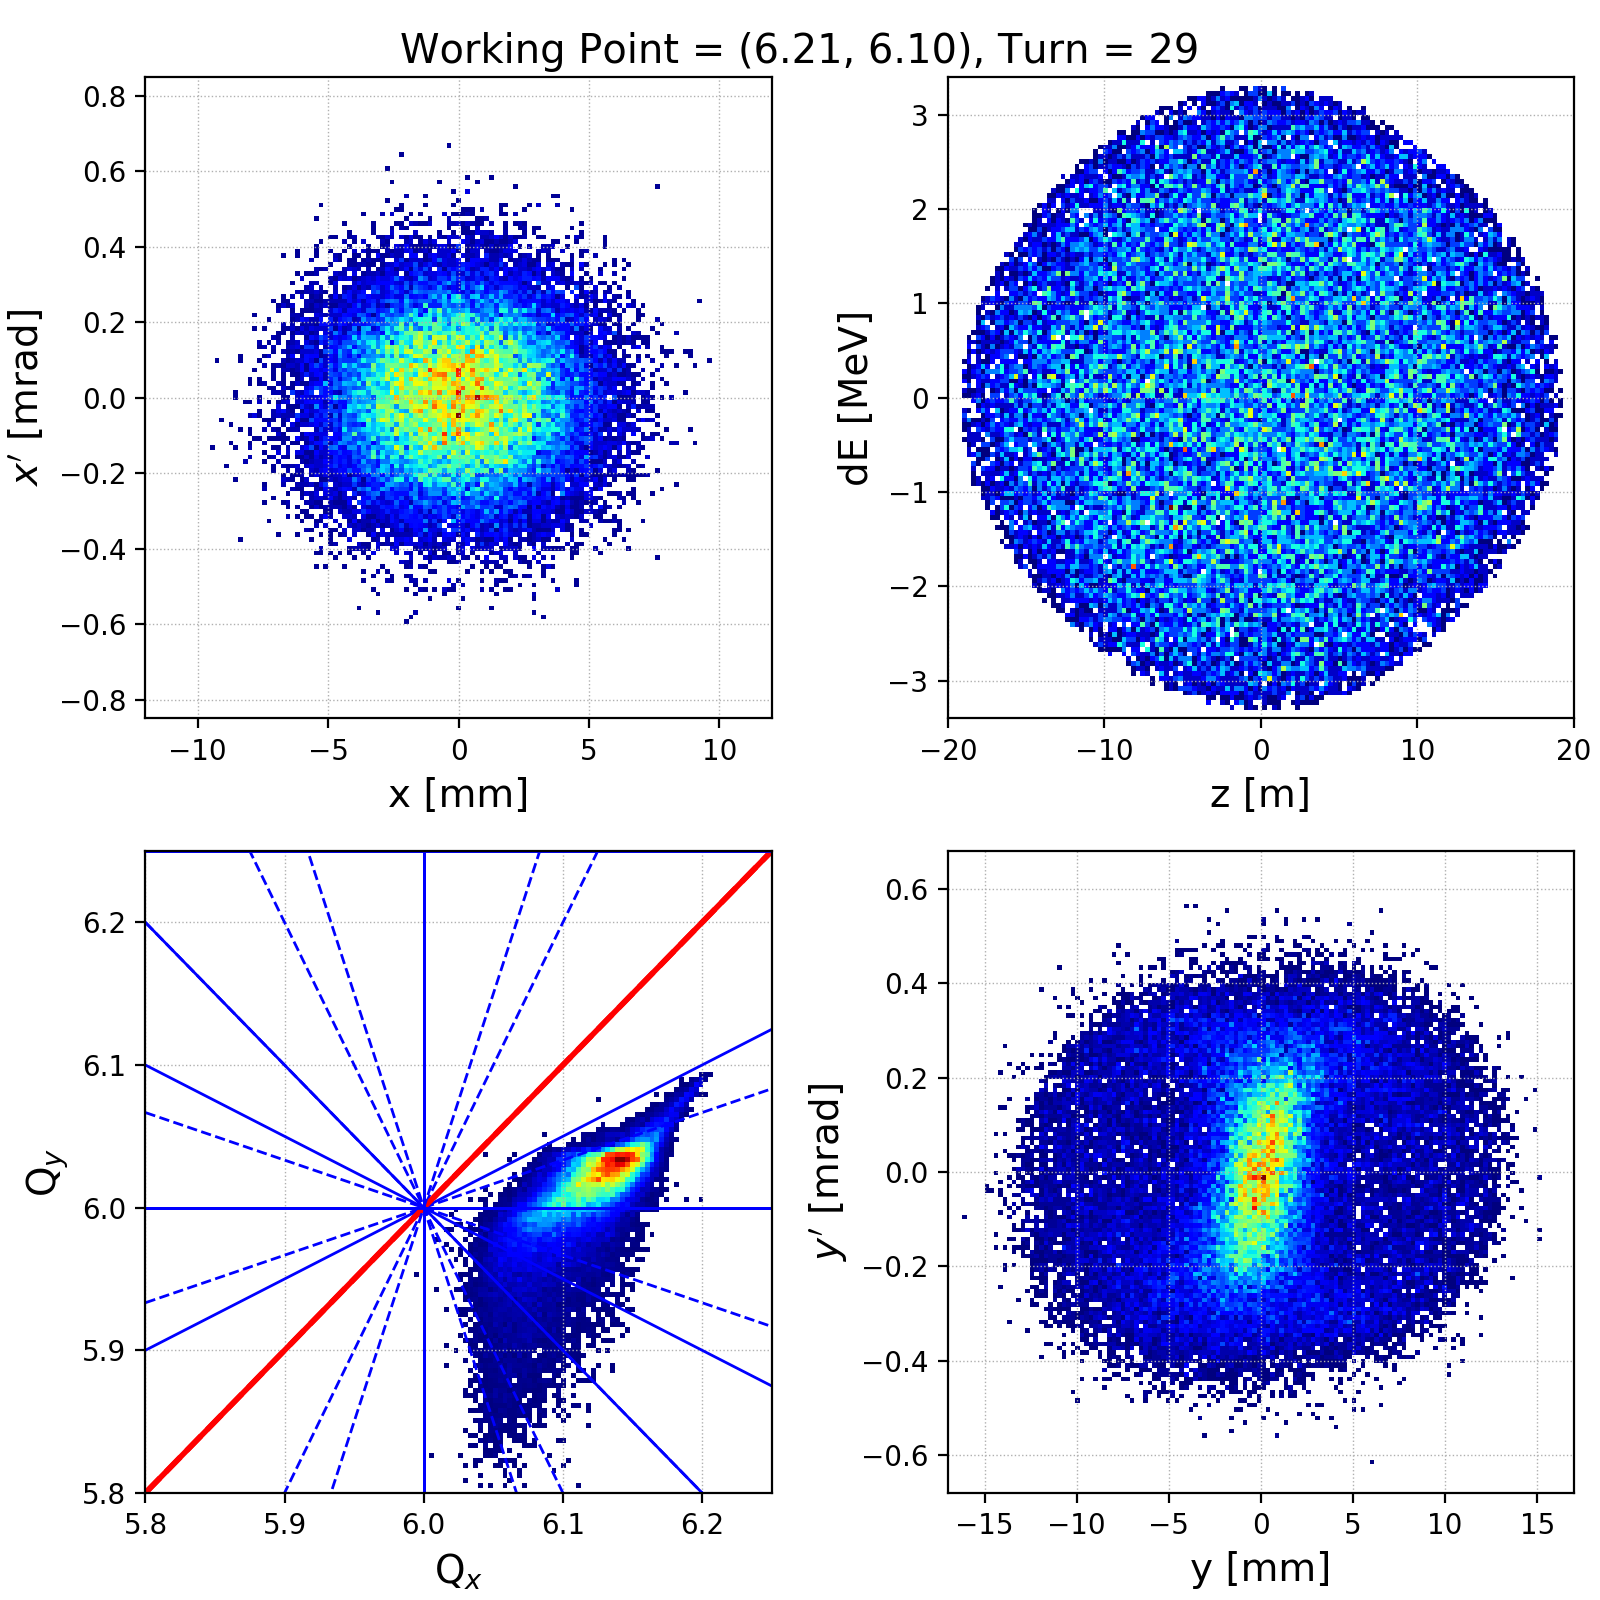 Working Point = (6.21, 6.10), Turn = 29
0.8
0.6
0.4
0.2
0.0
−0.2
−0.4
−0.6
−0.8
x′ [mrad]
−10 −5 0 5 10
x [mm]
3
2
1
0
−1
−2
−3
dE [MeV]
−20 −10 0 10 20
z [m]
6.2
6.1
6.0
5.9
5.8
Qy
5.8 5.9 6.0 6.1 6.2
Qx
0.6
0.4
0.2
0.0
−0.2
−0.4
−0.6
y′ [mrad]
−15 −10 −5 0 5 10 15
y [mm]